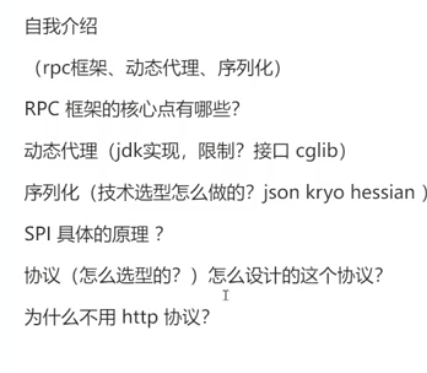 自我介绍
（rpc框架、动态代理、序列化）
RPC 框架的核心点有哪些？
动态代理（jdk实现，限制？接口 cglib）
序列化（技术选型怎么做的？json kryo hessian ）
SPI 具体的原理 ？
协议（怎么选型的？）怎么设计的这个协议？
为什么不用 http 协议？